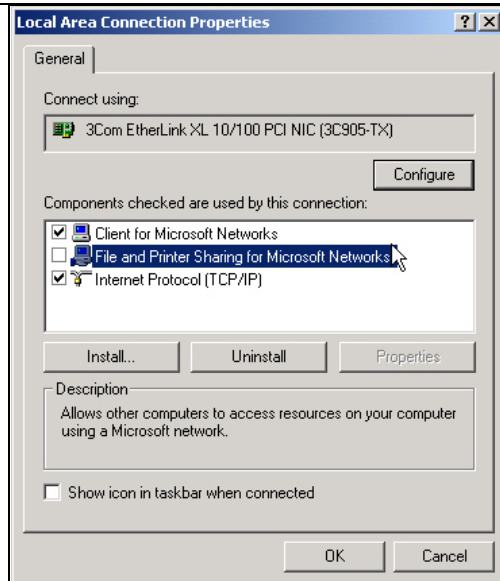 Local Area Connection Properties
General
Connect using:
3Com EtherLink XL 10/100 PCI NIC (3C905-TX)
Configure
Components checked are used by this connection:
Client for Microsoft Networks
File and Printer Sharing for Microsoft Networks
Internet Protocol (TCP/IP)
Install... Uninstall Properties
Description
Allows other computers to access resources on your computer
using a Microsoft network.
Show icon in taskbar when connected
OK Cancel